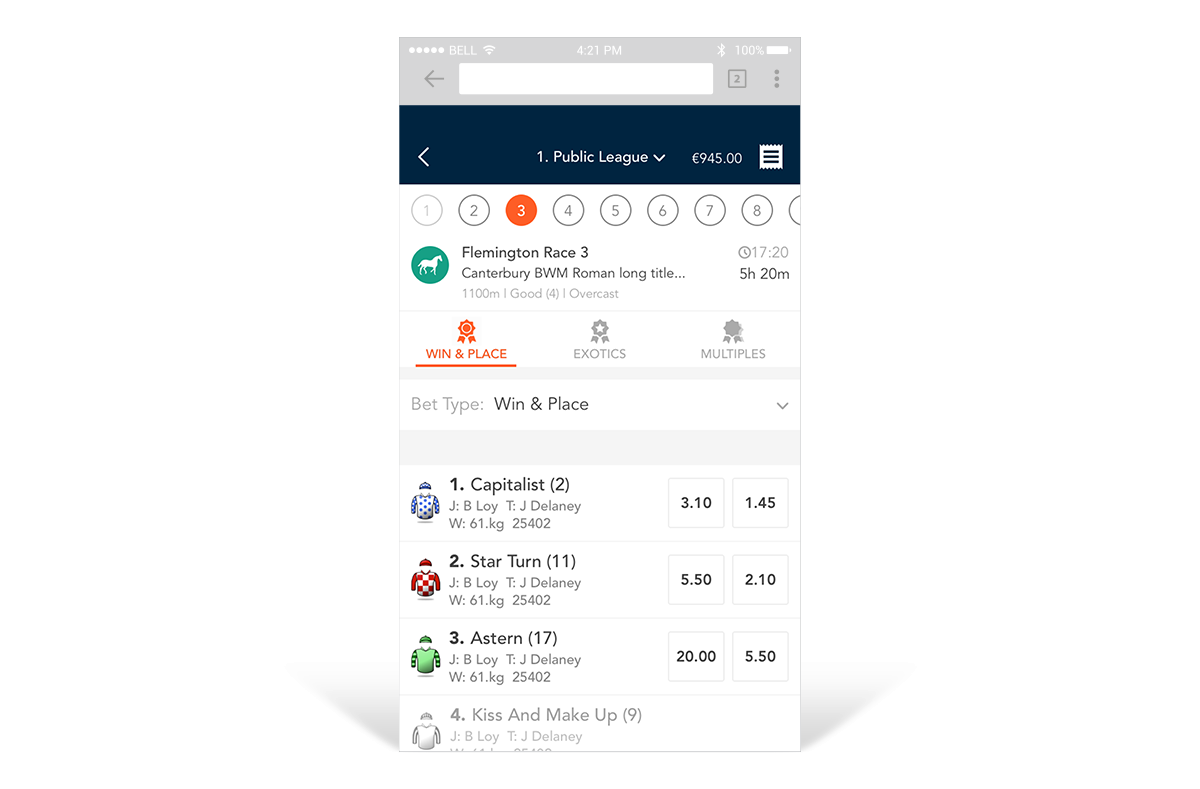 BELL 4:21 PM 100%
2
1. Public League €945.00
1 2 3 4 5 6 7 8
Flemington Race 3 17:20
Canterbury BWM Roman long title... 5h 20m
1100m | Good (4) | Overcast
WIN & PLACE EXOTICS MULTIPLES
Bet Type: Win & Place
1. Capitalist (2)
J: B Loy T: J Delaney
W: 61.kg 25402
3.10 1.45
2. Star Turn (11)
J: B Loy T: J Delaney
W: 61.kg 25402
5.50 2.10
3. Astern (17)
J: B Loy T: J Delaney
W: 61.kg 25402
20.00 5.50
4. Kiss And Make Up (9)
J: B Loy T: J Delaney